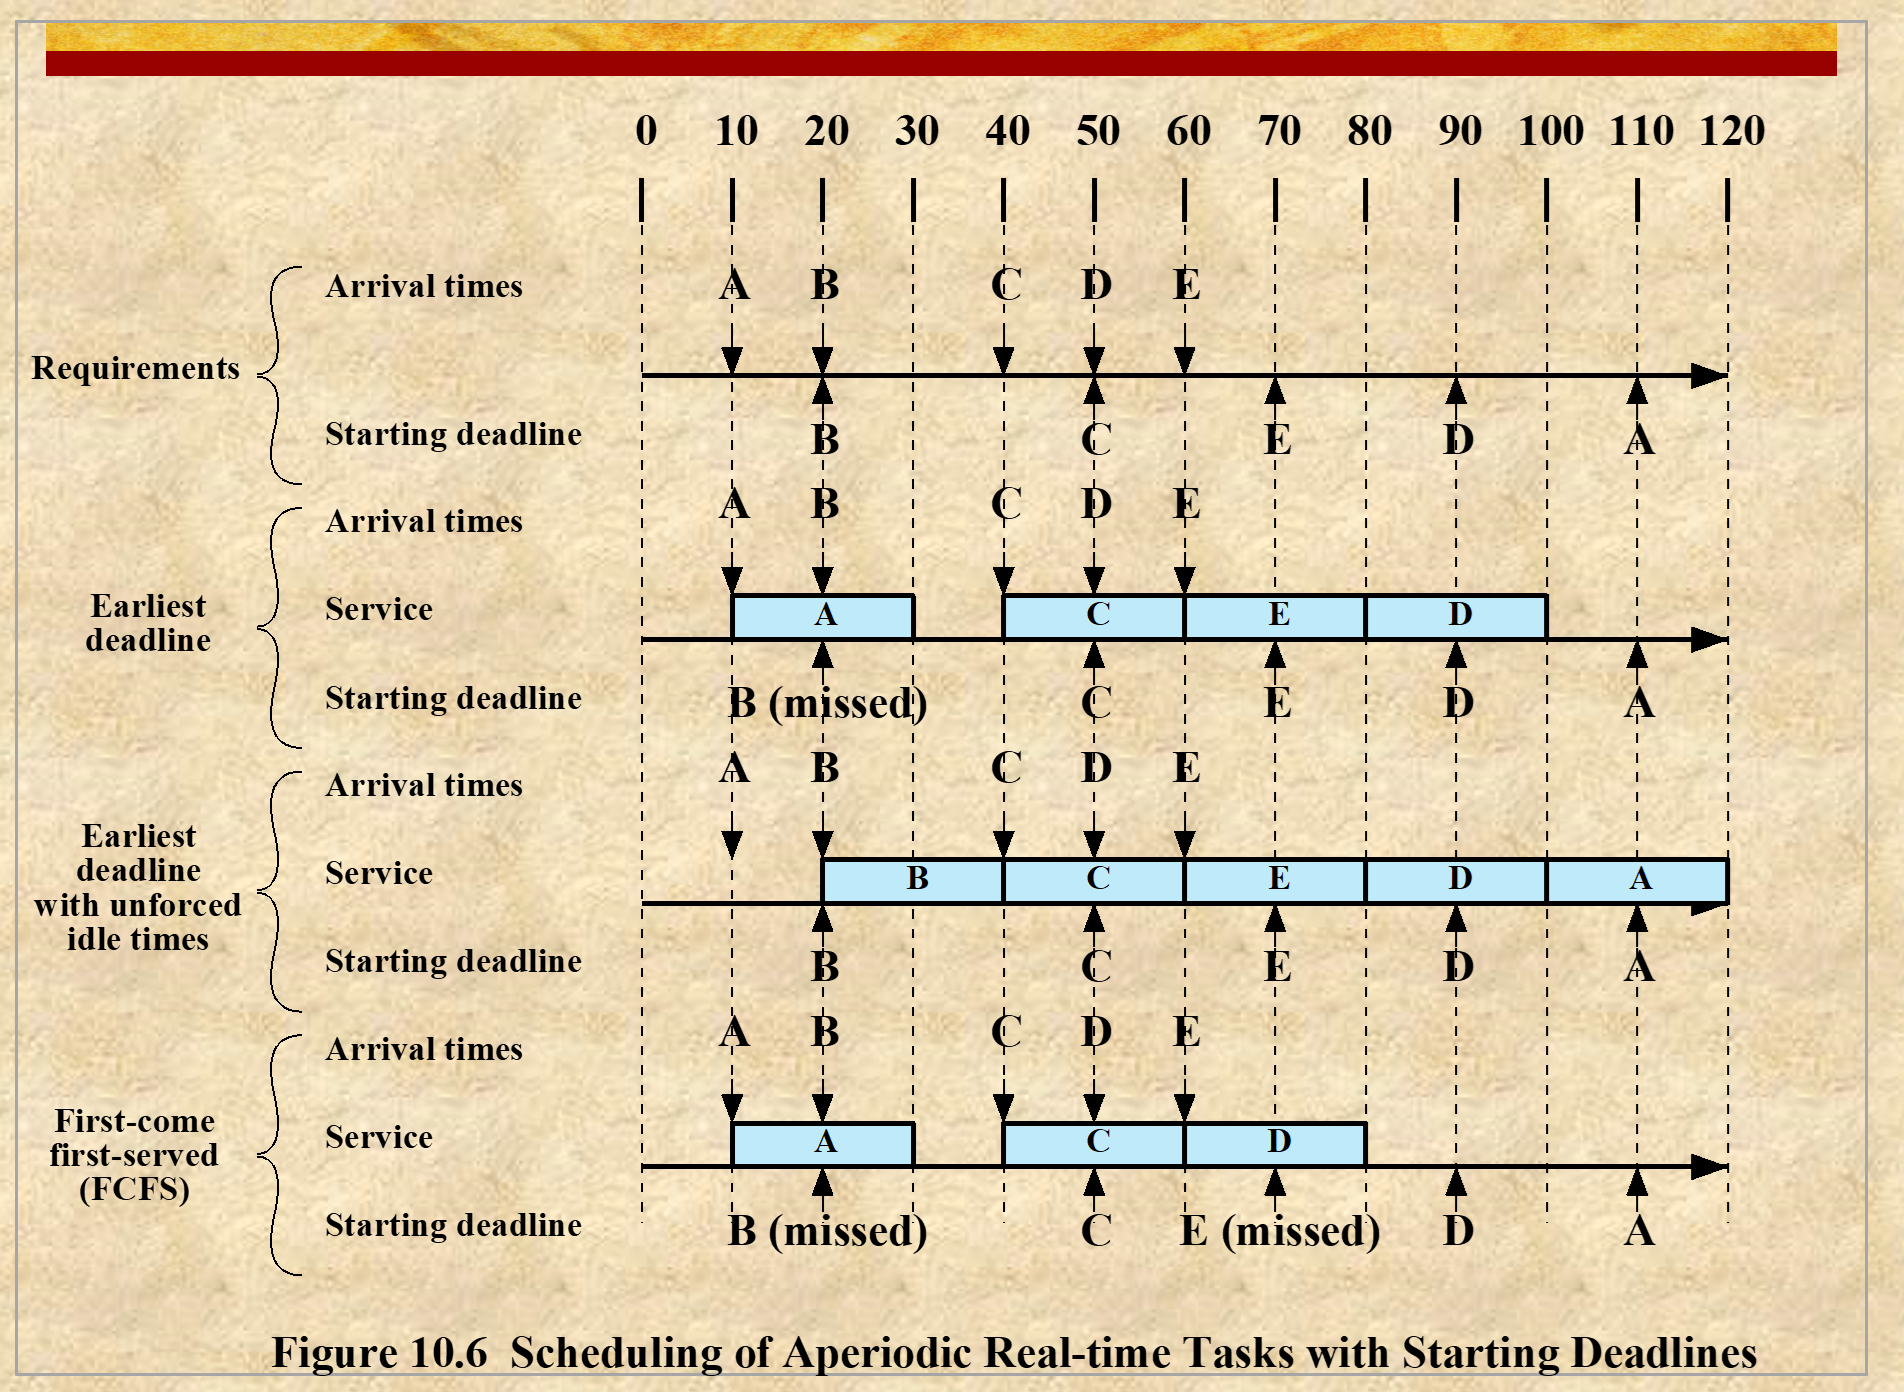 0 10 20 30 40 50 60 70 80 90 100 110 120
Arrival times A B C D E
Requirements
Starting deadline B C E D A
Arrival times A B C D E
Earliest
deadline
Service A C E D
Starting deadline B (missed) C E D A
Arrival times A B C D E
Earliest
deadline
with unforced
idle times
Service B C E D A
Starting deadline B C E D A
Arrival times A B C D E
First-come
first-served
(FCFS)
Service A C D
Starting deadline B (missed) C E (missed) D A
Figure 10.6 Scheduling of Aperiodic Real-time Tasks with Starting Deadlines